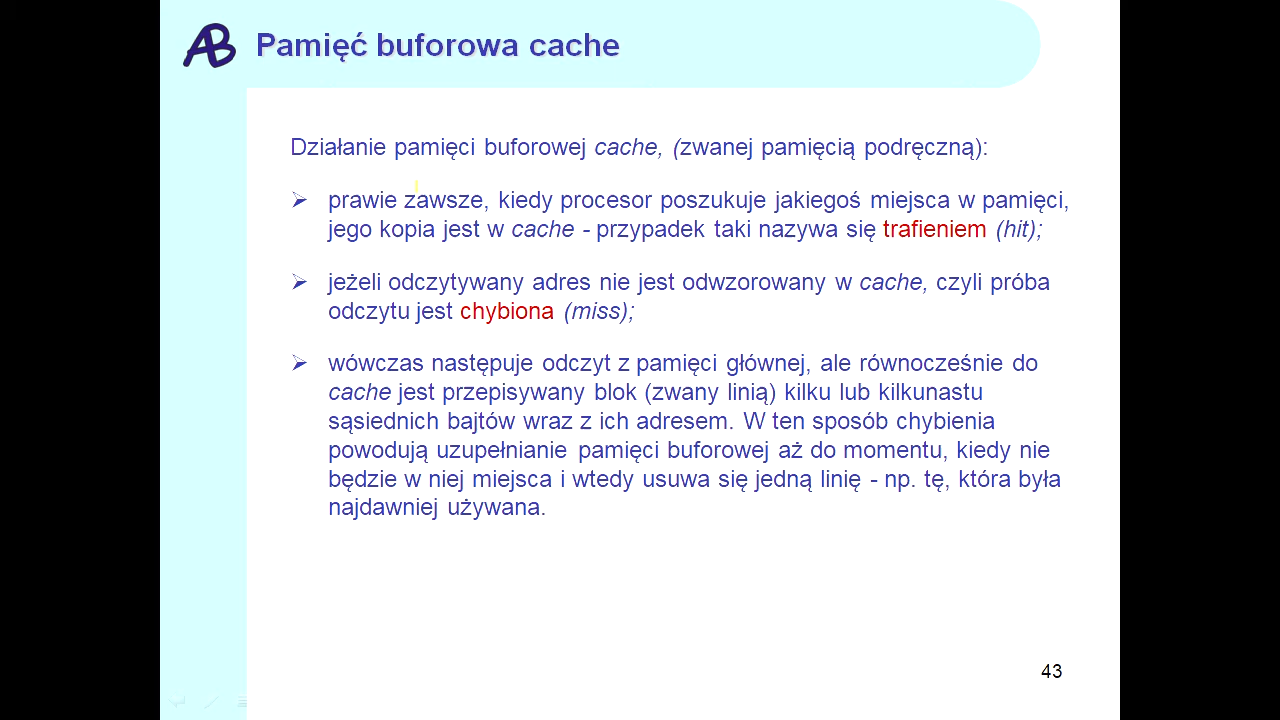 AB
Pamięć buforowa cache
Działanie pamięci buforowej cache, (zwanej pamięcią podręczną):
prawie zawsze, kiedy procesor poszukuje jakiegoś miejsca w pamięci,
jego kopia jest w cache - przypadek taki nazywa się trafieniem (hit);
jeżeli odczytywany adres nie jest odwzorowany w cache, czyli próba
odczytu jest chybiona (miss);
wówczas następuje odczyt z pamięci głównej, ale równocześnie do
cache jest przepisywany blok (zwany linią) kilku lub kilkunastu
sąsiednich bajtów wraz z ich adresem. W ten sposób chybienia
powodują uzupełnianie pamięci buforowej aż do momentu, kiedy nie
będzie w niej miejsca i wtedy usuwa się jedną linię - np. tę, która była
najdawniej używana.
43